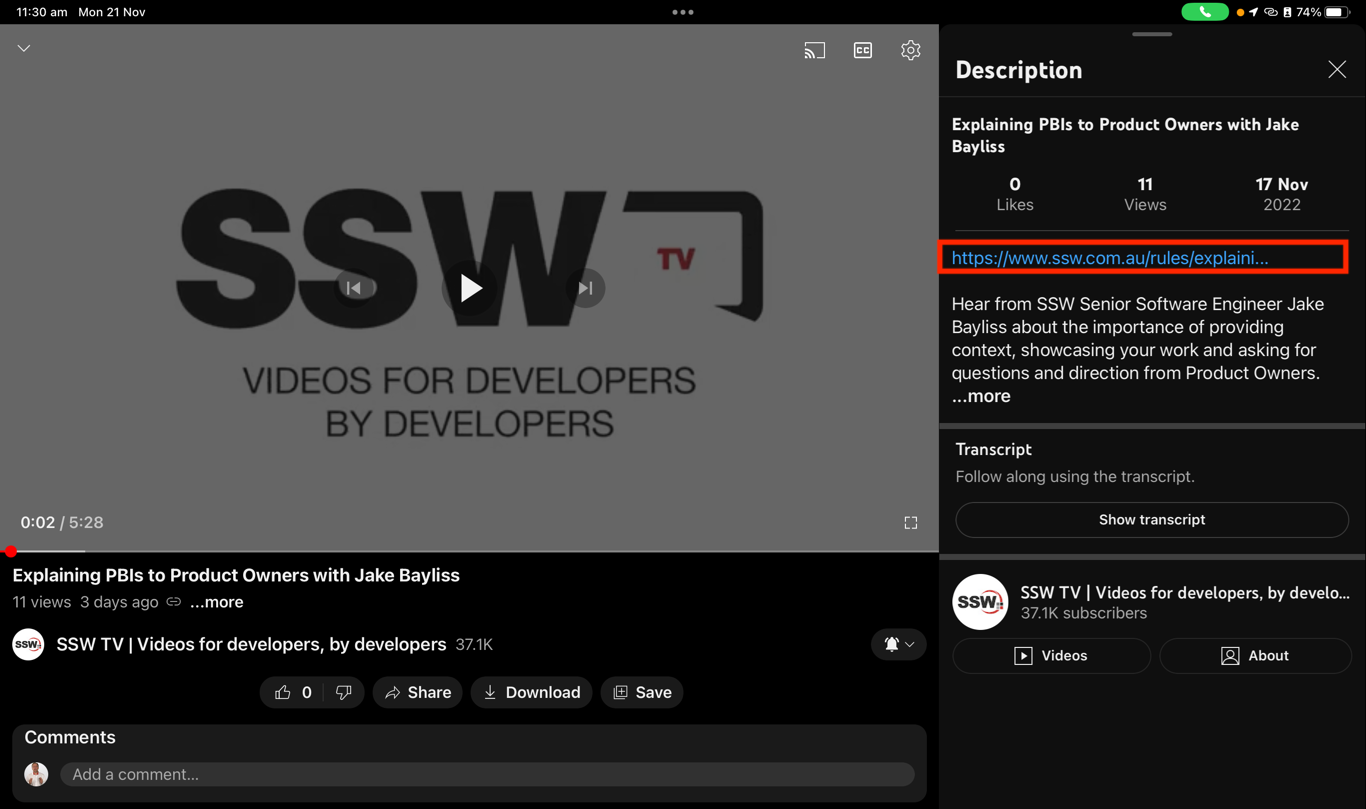 11:30 am Mon 21 Nov
74%
CC
SSW TV
VIDEOS FOR DEVELOPERS
BY DEVELOPERS
0:02 / 5:28
Explaining PBIs to Product Owners with Jake Bayliss
11 views 3 days ago ...more
SSW SSW TV | Videos for developers, by developers 37.1K
0 Share Download Save
Comments
Add a comment...
Description
Explaining PBIs to Product Owners with Jake
Bayliss
0 11 17 Nov
Likes Views 2022
https://www.ssw.com.au/rules/explaini...
Hear from SSW Senior Software Engineer Jake
Bayliss about the importance of providing
context, showcasing your work and asking for
questions and direction from Product Owners.
...more
Transcript
Follow along using the transcript.
Show transcript
SSW
SSW TV | Videos for developers, by develo...
37.1K subscribers
Videos About